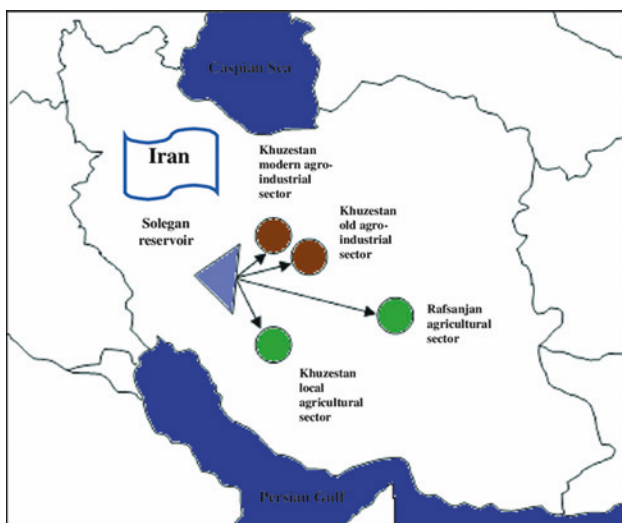 Caspian Sea
Iran
Khuzestan
modern agro-
industrial
sector
Khuzestan
old agro-
industrial
sector
Solegan
reservoir
Rafsanjan
agricultural
sector
Khuzestan
local
agricultural
sector
Persian Gulf